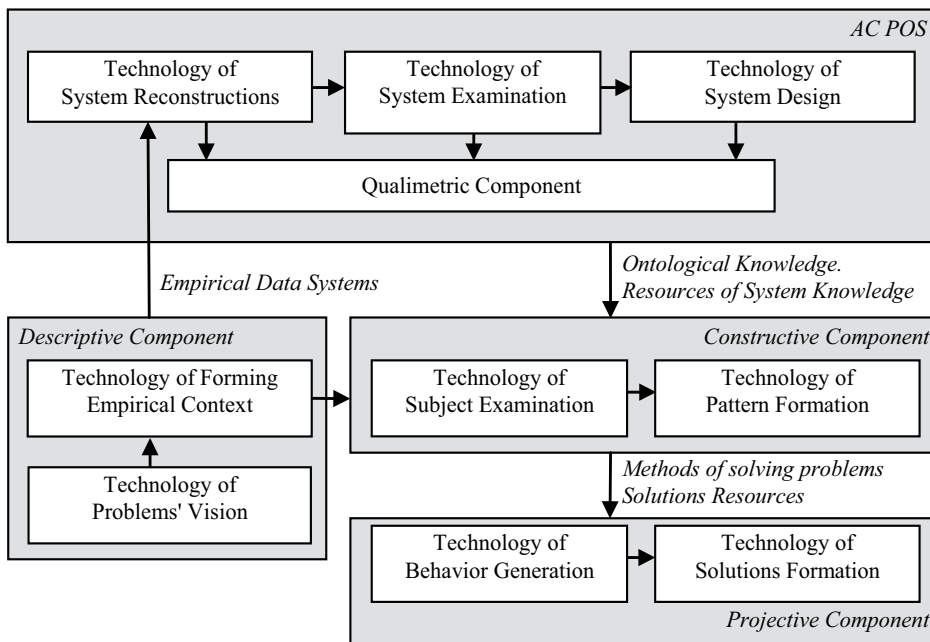 AC POS
Technology of
System Reconstructions
Technology of
System Examination
Technology of
System Design
Qualimetric Component
Empirical Data Systems
Ontological Knowledge.
Resources of System Knowledge
Descriptive Component
Technology of Forming
Empirical Context
Technology of
Problems' Vision
Constructive Component
Technology of
Subject Examination
Technology of
Pattern Formation
Methods of solving problems
Solutions Resources
Technology of
Behavior Generation
Technology of
Solutions Formation
Projective Component